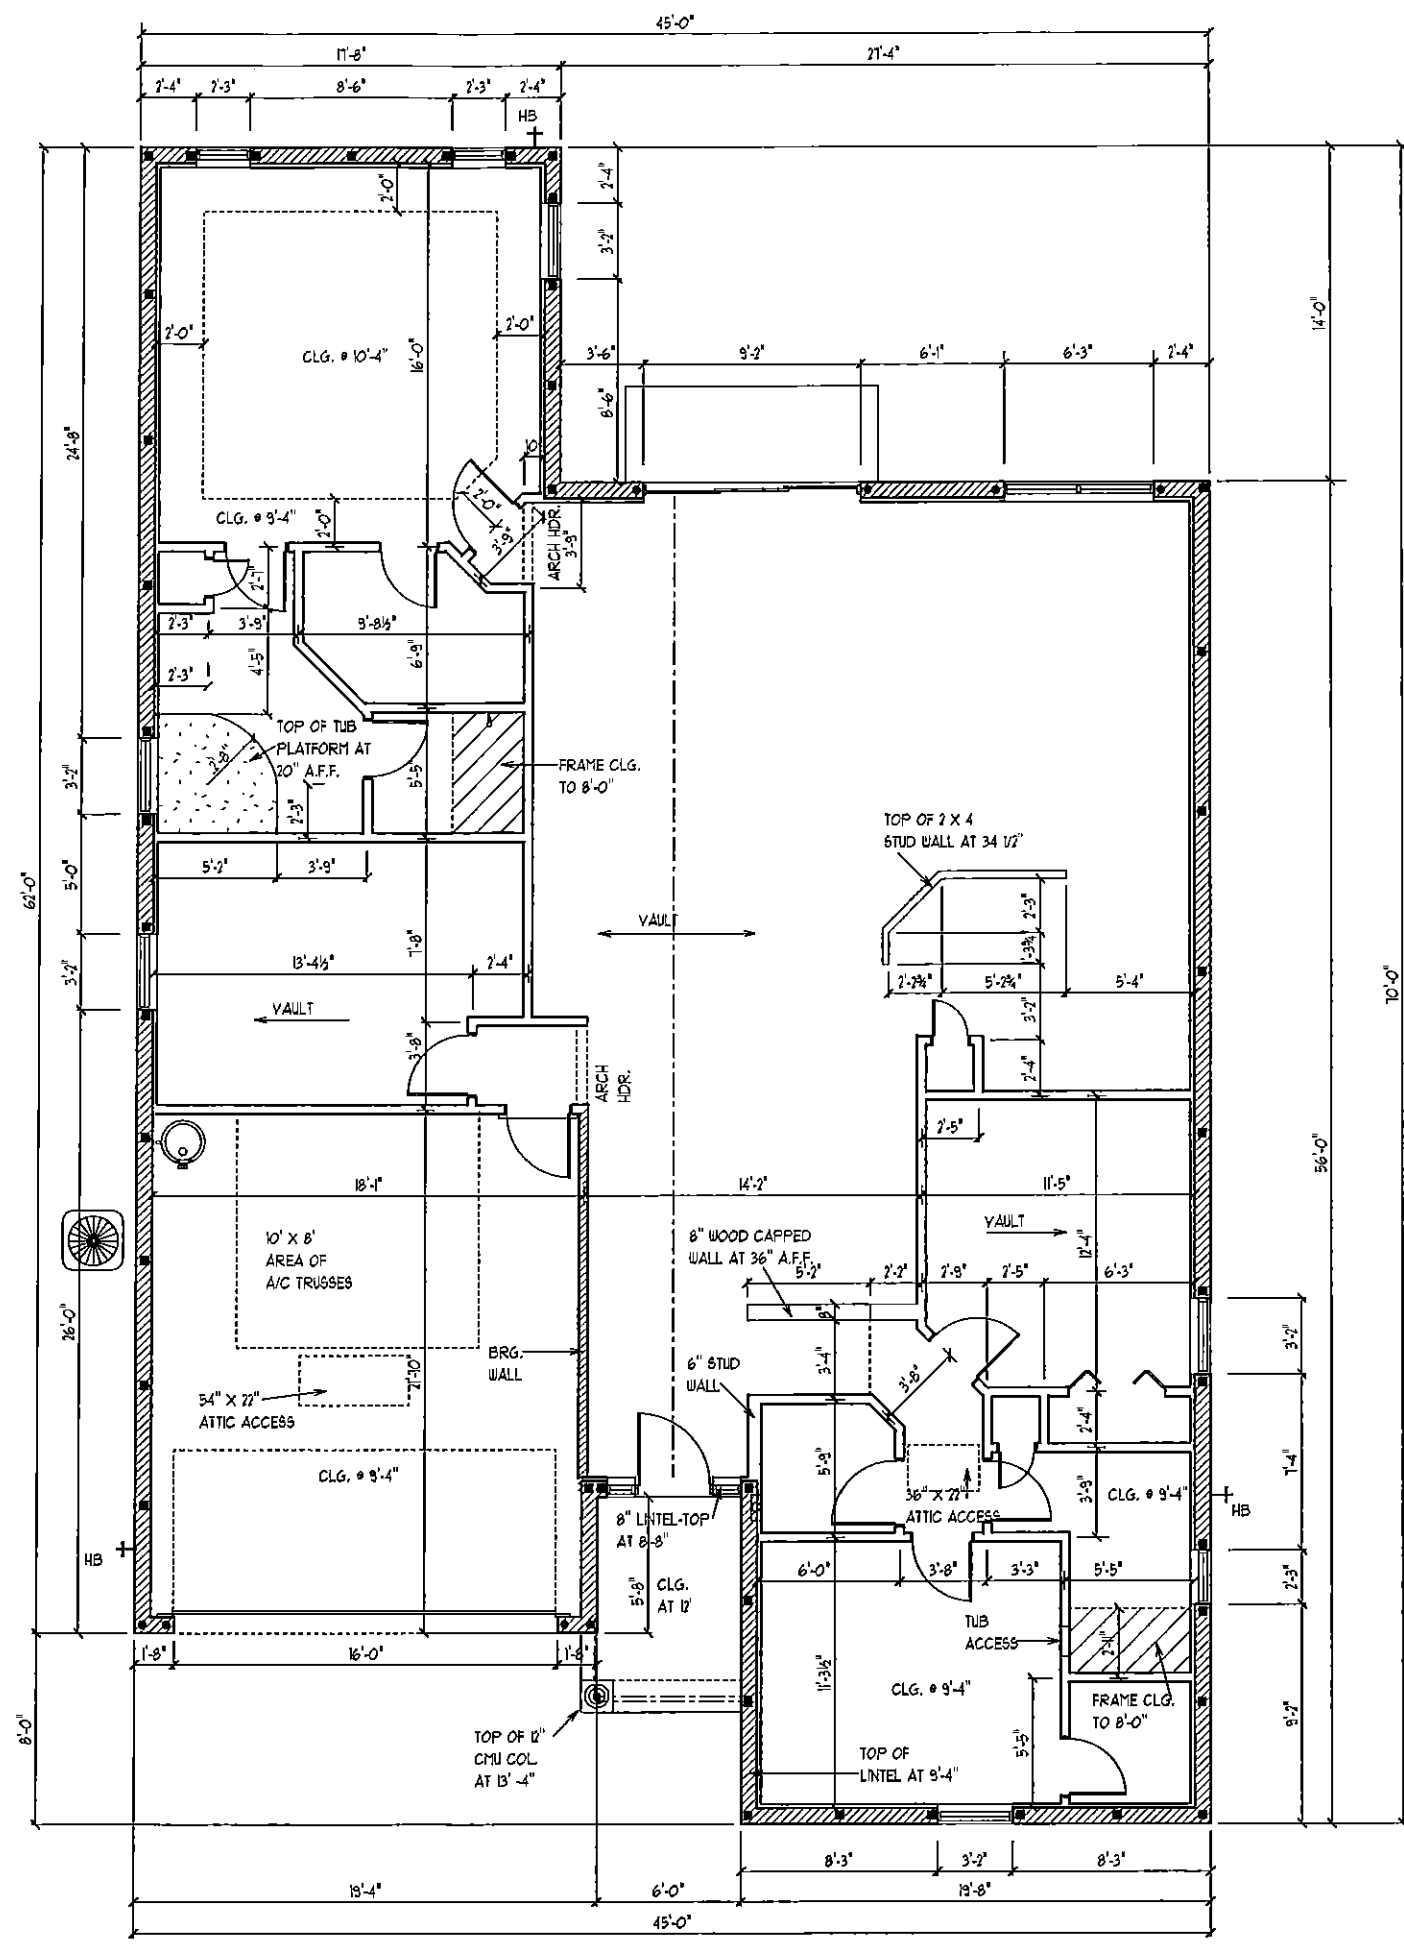 45'-0"
17'-8" 27'-4"
2'-4" 2'-3" 8'-6" 2'-3" 2'-4"
HB
2'-0"
2'-4"
3'-2"
14'-0"
2'-0" CLG. @ 10'-4" 16'-0" 2'-0"
3'-6" 9'-2" 6'-1" 6'-3" 2'-4"
8'-6"
24'-8"
10
2'-0"
CLG. @ 9'-4" 2'-0"
3'-9"
ARCH HDR.
3'-9"
2'-7"
2'-3" 3'-9" 9'-8½"
6'-9"
4'-5"
2'-3"
TOP OF TUB
PLATFORM AT
20" A.F.F.
2'-8"
5'-5"
FRAME CLG.
TO 8'-0"
3'-2"
2'-3"
TOP OF 2 X 4
STUD WALL AT 34 1/2"
5'-2" 3'-9"
62'-0"
5'-0"
2'-3"
VAULT
7'-8"
1'-3¾"
70'-0"
13'-4½" 2'-4"
3'-2"
2'-2¾" 5'-2¾" 5'-4"
VAULT
3'-2"
3'-8"
2'-4"
ARCH
HDR.
2'-5"
56'-0"
18'-1" 14'-2" 11'-5"
VAULT
12'-4"
10' X 8'
AREA OF
A/C TRUSSES
8" WOOD CAPPED
WALL AT 36" A.F.F.
5'-2" 2'-2" 2'-9" 2'-5" 6'-3"
8"
26'-0"
3'-2"
BRG.
WALL
3'-4"
6" STUD
WALL
3'-8"
21'-10"
54" X 22"
ATTIC ACCESS
2'-4"
5'-9"
7'-4"
CLG. @ 9'-4"
36" X 22"
ATTIC ACCESS
3'-9"
CLG. @ 9'-4"
HB
8" LINTEL-TOP
AT 8'-8"
HB
6'-0" 3'-8" 3'-3" 5'-5"
2'-3"
5'-8"
CLG.
AT 12'
TUB
ACCESS
2'-11"
1'-8" 16'-0" 1'-8"
11'-3½"
CLG. @ 9'-4"
FRAME CLG.
TO 8'-0"
9'-2"
8'-0"
TOP OF 12"
CMU COL.
AT 13'-4"
5'-5"
TOP OF
LINTEL AT 9'-4"
8'-3" 3'-2" 8'-3"
19'-4" 6'-0" 19'-8"
45'-0"